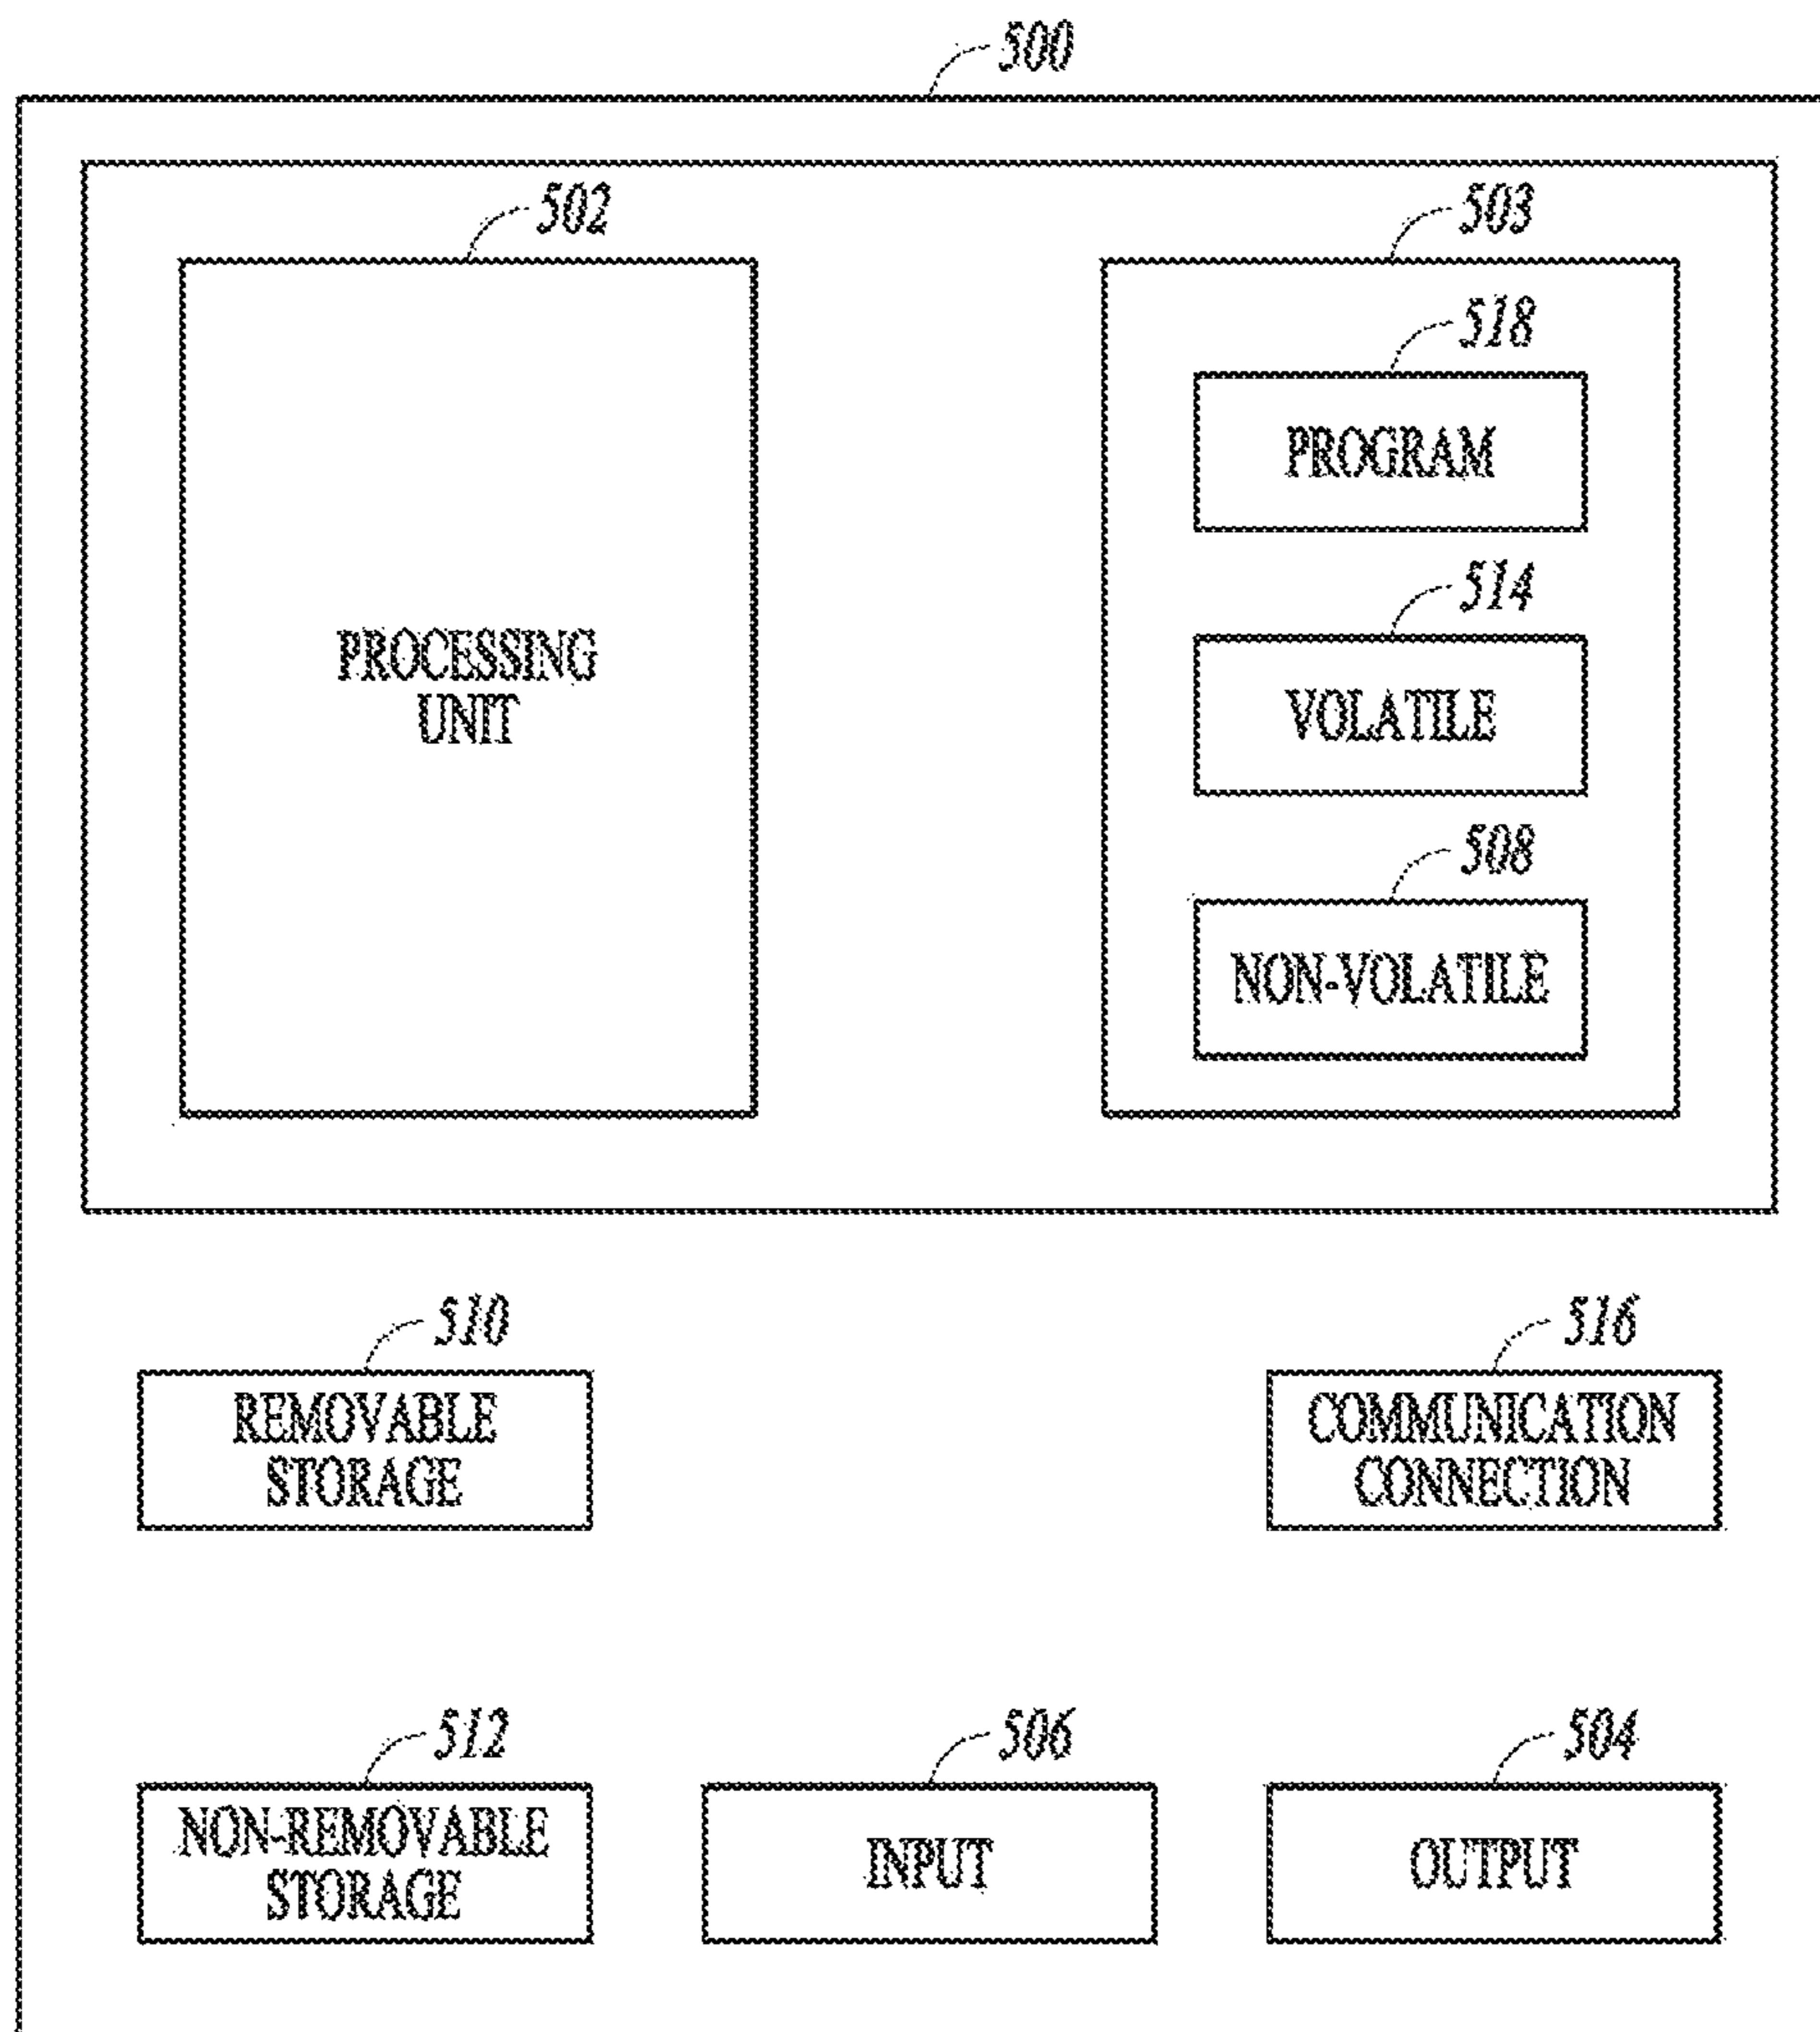 500
502
503
518
PROGRAM
514
PROCESSING
UNIT
VOLATILE
508
NON-VOLATILE
510
516
REMOVABLE
STORAGE
COMMUNICATION
CONNECTION
512
506
504
NON-REMOVABLE
STORAGE
INPUT
OUTPUT